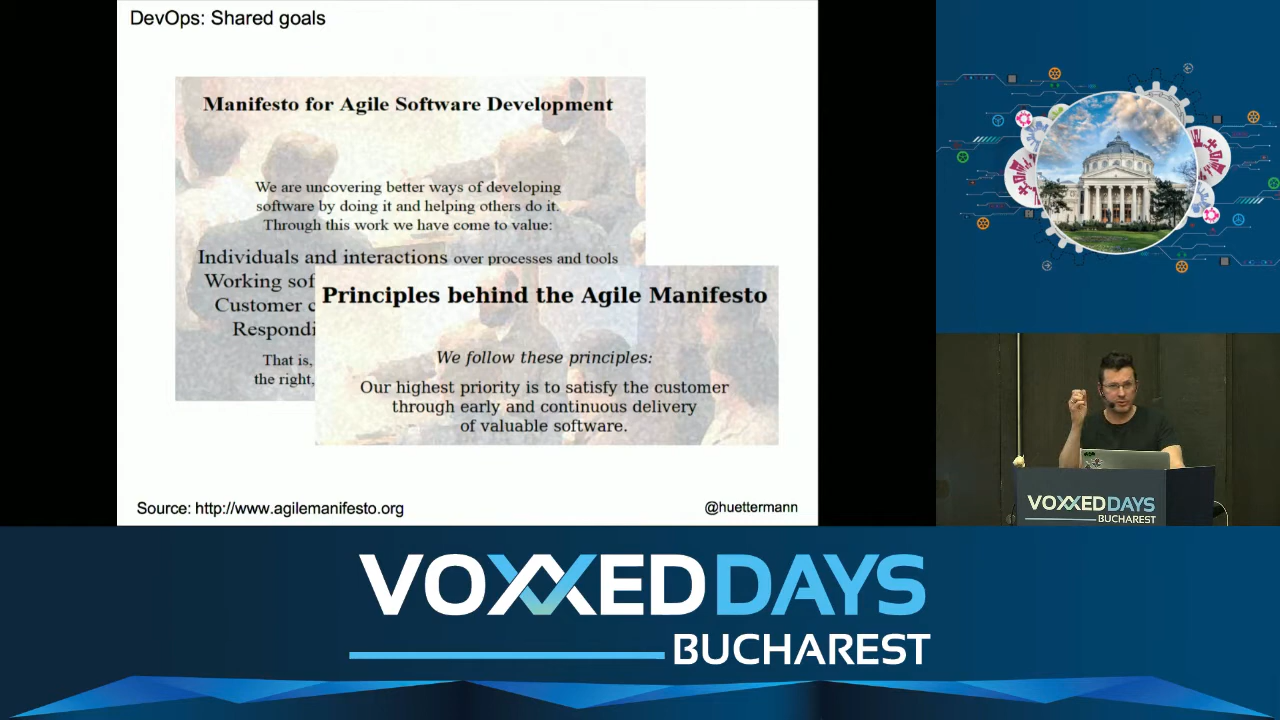 DevOps: Shared goals
Manifesto for Agile Software Development
We are uncovering better ways of developing
software by doing it and helping others do it.
Through this work we have come to value:
Individuals and interactions over processes and tools
Working sof
Customer c
Respondi
That is,
the right,
Principles behind the Agile Manifesto
We follow these principles:
Our highest priority is to satisfy the customer
through early and continuous delivery
of valuable software.
Source: http://www.agilemanifesto.org
@huettermann
VOXXED DAYS
BUCHAREST
VOXXED DAYS
BUCHAREST